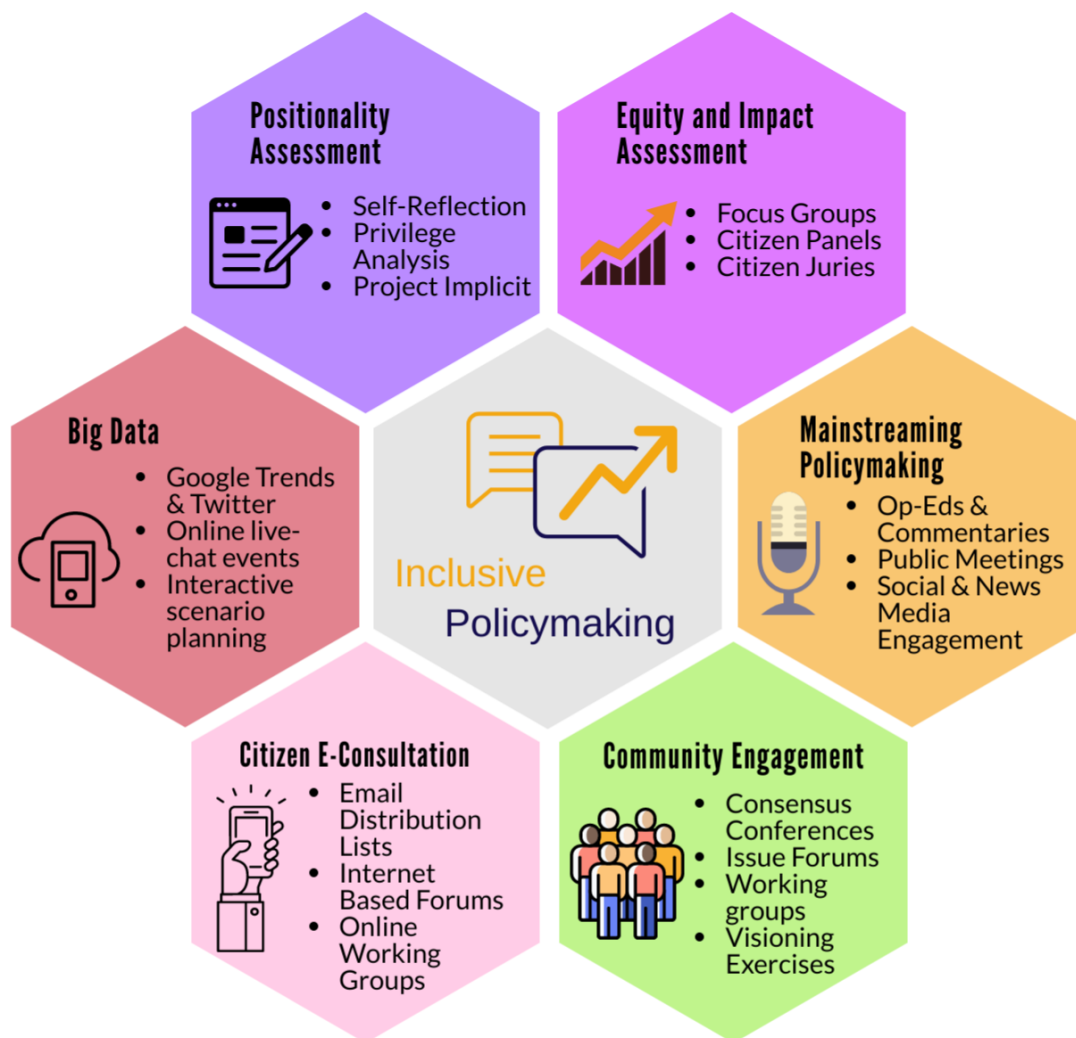 Positionality
Assessment
• Self-Reflection
• Privilege
Analysis
• Project Implicit
Equity and Impact
Assessment
• Focus Groups
• Citizen Panels
• Citizen Juries
Big Data
• Google Trends
& Twitter
• Online live-
chat events
• Interactive
scenario
planning
Inclusive
Policymaking
Mainstreaming
Policymaking
• Op-Eds &
Commentaries
• Public Meetings
• Social & News
Media
Engagement
Citizen E-Consultation
• Email
Distribution
Lists
• Internet
Based Forums
• Online
Working
Groups
Community Engagement
• Consensus
Conferences
• Issue Forums
• Working
groups
• Visioning
Exercises